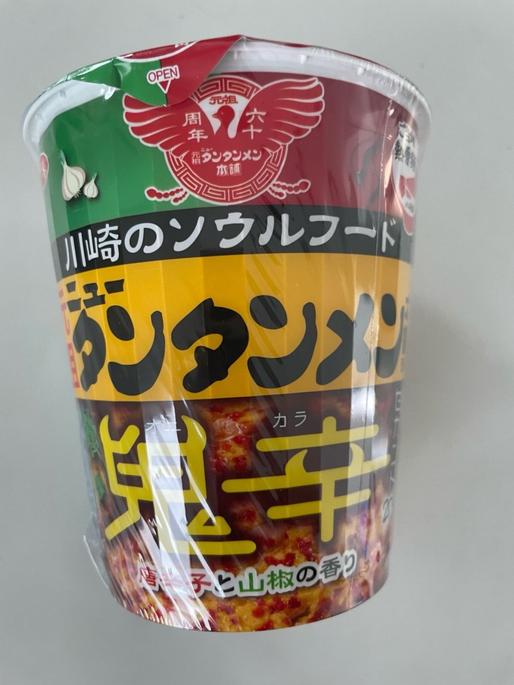 OPEN
元祖
六十
周年
元祖 ニュータンタンメン
本舗
川崎のソウルフード
元祖 ニュータンタンメン
オニ カラ
鬼辛
唐辛子と山椒の香り